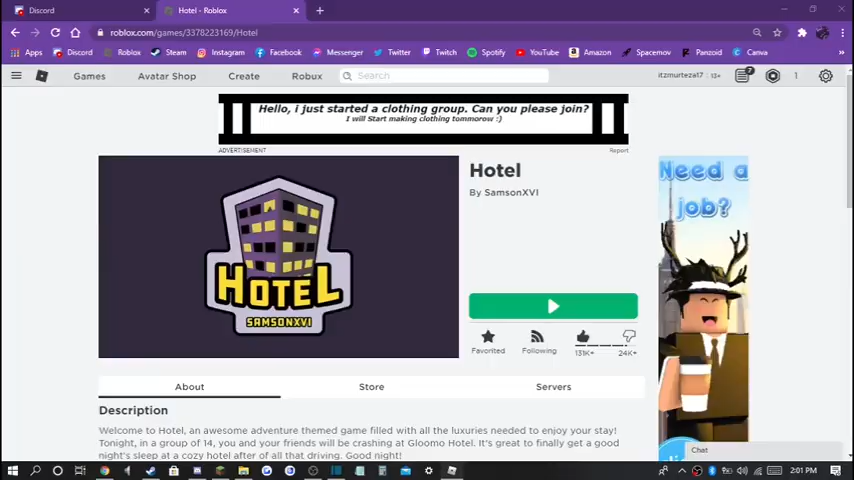 Discord
Hotel - Roblox
roblox.com/games/3378223169/Hotel
Apps Discord Roblox Steam Instagram Facebook Messenger Twitter Twitch Spotify YouTube Amazon Spacemov Panzoid Canva
Games Avatar Shop Create Robux Search itzmurteza17 13+ 7 1
Hello, i just started a clothing group. Can you please join?
I will Start making clothing tommorow :)
ADVERTISEMENT Report
HOTEL
SAMSONXVI
Hotel
By SamsonXVI
Favorited Following 131K+ 24K+
Need a
job?
About Store Servers
Description
Welcome to Hotel, an awesome adventure themed game filled with all the luxuries needed to enjoy your stay!
Tonight, in a group of 14, you and your friends will be crashing at Gloomo Hotel. It's great to finally get a good
night's sleep at a cozy hotel after of all that driving. Good night!
Chat
2:01 PM